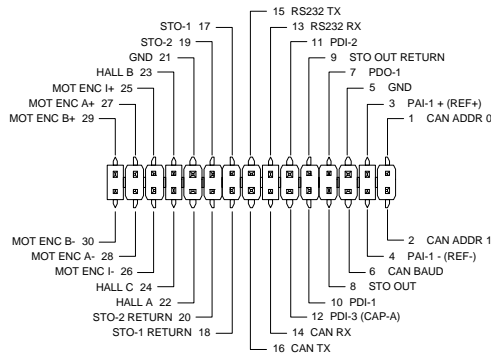 15 RS232 TX
STO-1 17
13 RS232 RX
STO-2 19
11 PDI-2
GND 21
9 STO OUT RETURN
HALL B 23
7 PDO-1
MOT ENC I+ 25
5 GND
MOT ENC A+ 27
3 PAI-1 + (REF+)
MOT ENC B+ 29
1 CAN ADDR 0
MOT ENC B- 30
2 CAN ADDR 1
MOT ENC A- 28
4 PAI-1 - (REF-)
MOT ENC I- 26
6 CAN BAUD
HALL C 24
8 STO OUT
HALL A 22
10 PDI-1
STO-2 RETURN 20
12 PDI-3 (CAP-A)
STO-1 RETURN 18
14 CAN RX
16 CAN TX